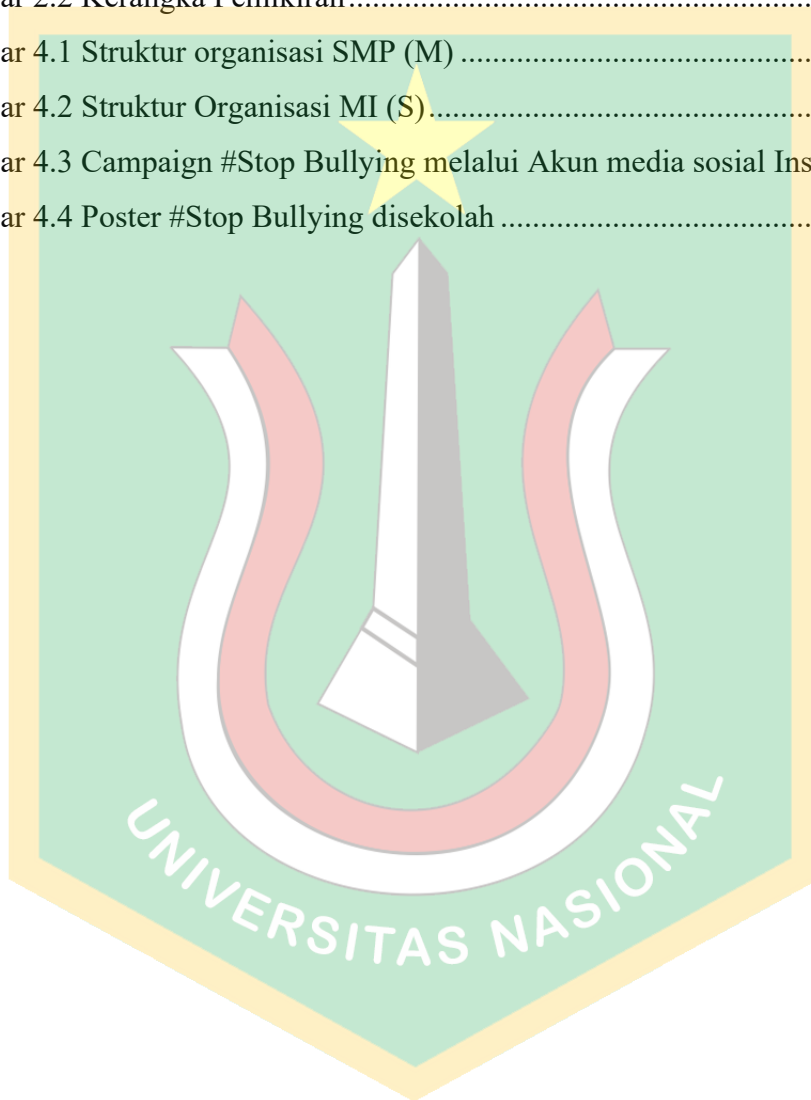 ar 2.2 Kerangka Pemikiran....................................................
ar 4.1 Struktur organisasi SMP (M) ......................................
ar 4.2 Struktur Organisasi MI (S)..........................................
ar 4.3 Campaign #Stop Bullying melalui Akun media sosial Ins
ar 4.4 Poster #Stop Bullying disekolah ..................................
UNIVERSITAS NASIONAL